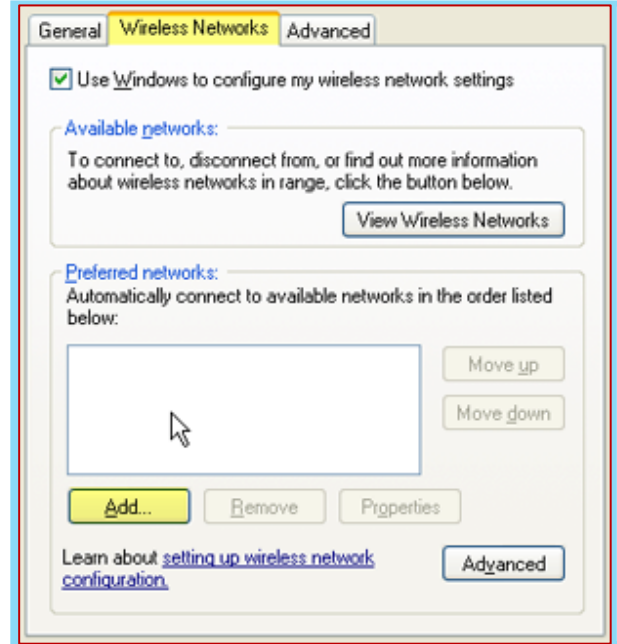 General Wireless Networks Advanced
Use Windows to configure my wireless network settings
Available networks:
To connect to, disconnect from, or find out more information
about wireless networks in range, click the button below.
View Wireless Networks
Preferred networks:
Automatically connect to available networks in the order listed
below:
Move up
Move down
Add... Remove Properties
Learn about setting up wireless network
configuration.
Advanced